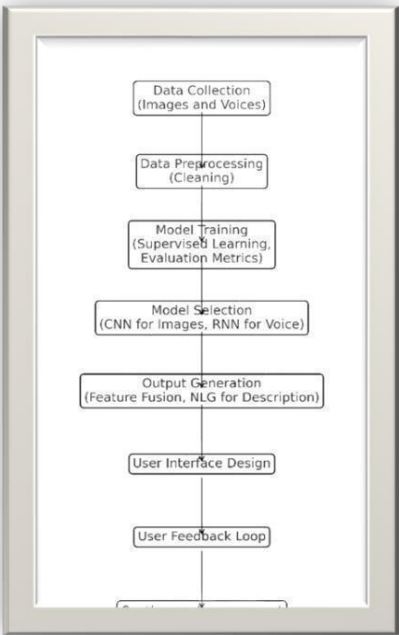 Data Collection
(Images and Voices)
Data Preprocessing
(Cleaning)
Model Training
(Supervised Learning,
Evaluation Metrics)
Model Selection
(CNN for Images, RNN for Voice)
Output Generation
(Feature Fusion, NLG for Description)
User Interface Design
User Feedback Loop